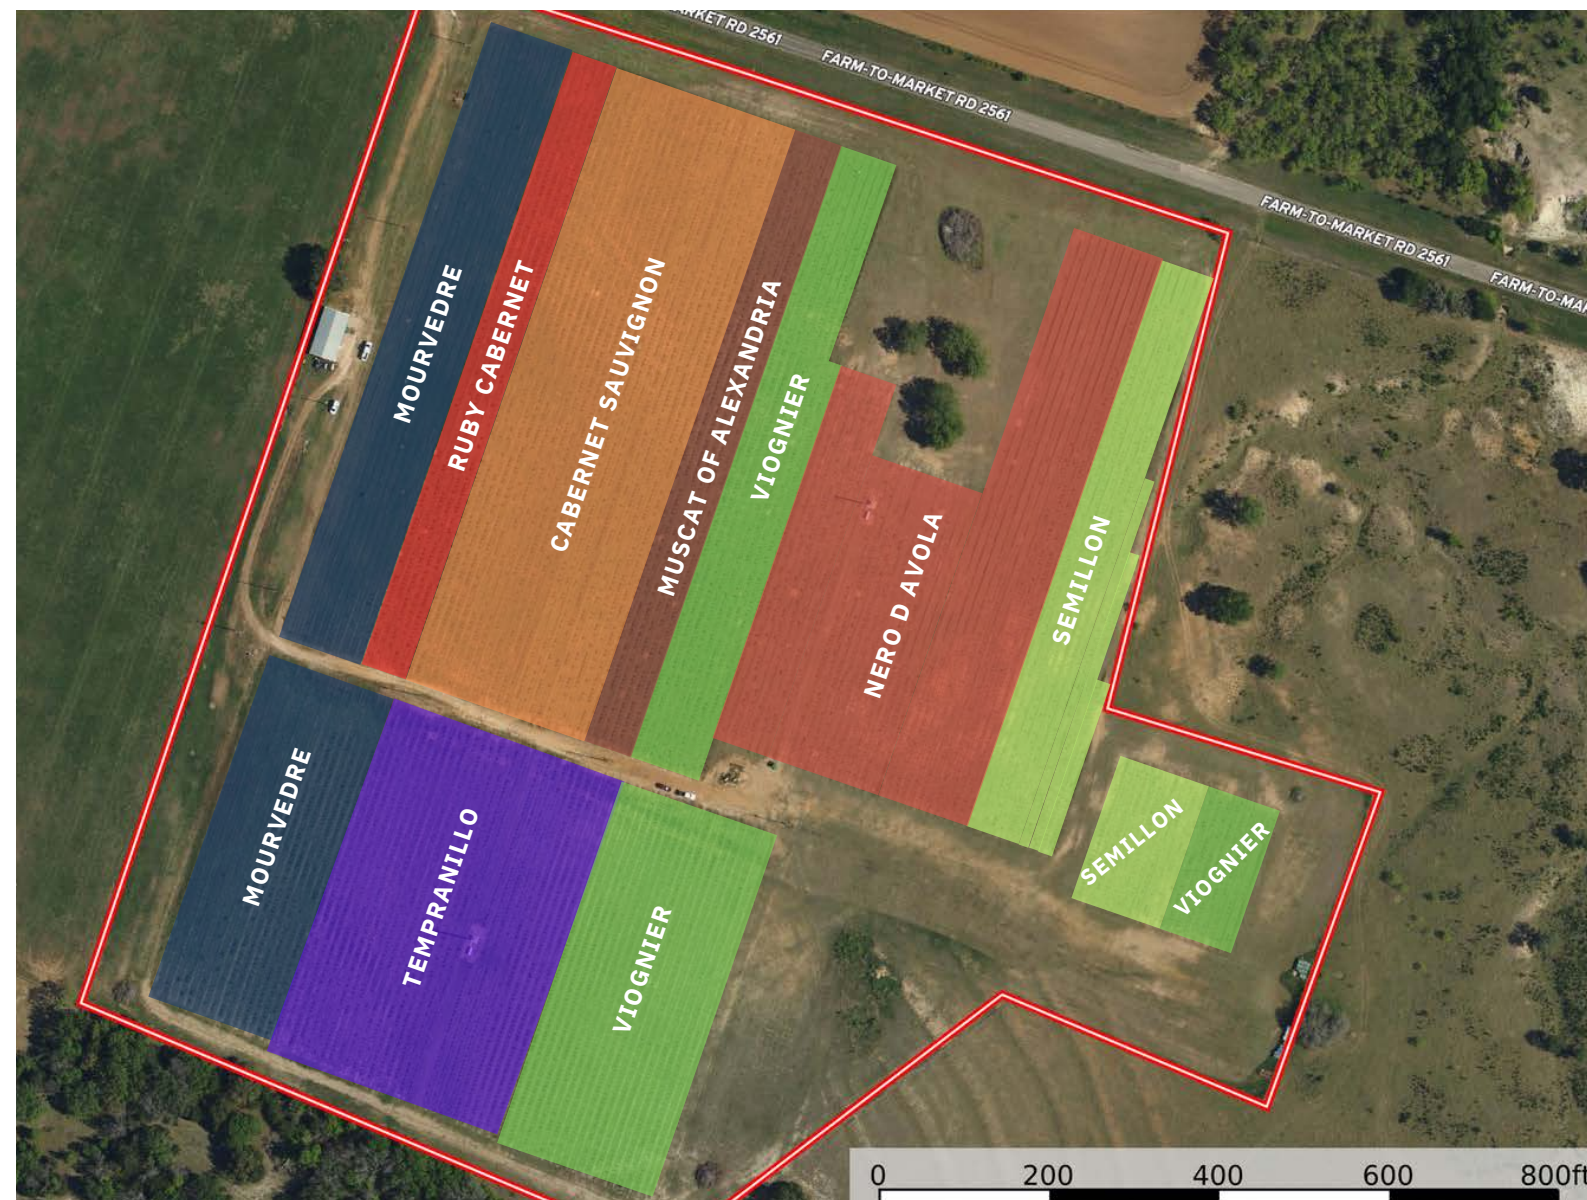 MARKET RD 2561
FARM-TO-MARKET RD 2561
FARM-TO-MARKET RD 2561
FARM-TO-MA
MOURVEDRE
RUBY CABERNET
CABERNET SAUVIGNON
MUSCAT OF ALEXANDRIA
VIOGNIER
NERO D AVOLA
SEMILLON
MOURVEDRE
TEMPRANILLO
VIOGNIER
SEMILLON
VIOGNIER
0 200 400 600 800ft